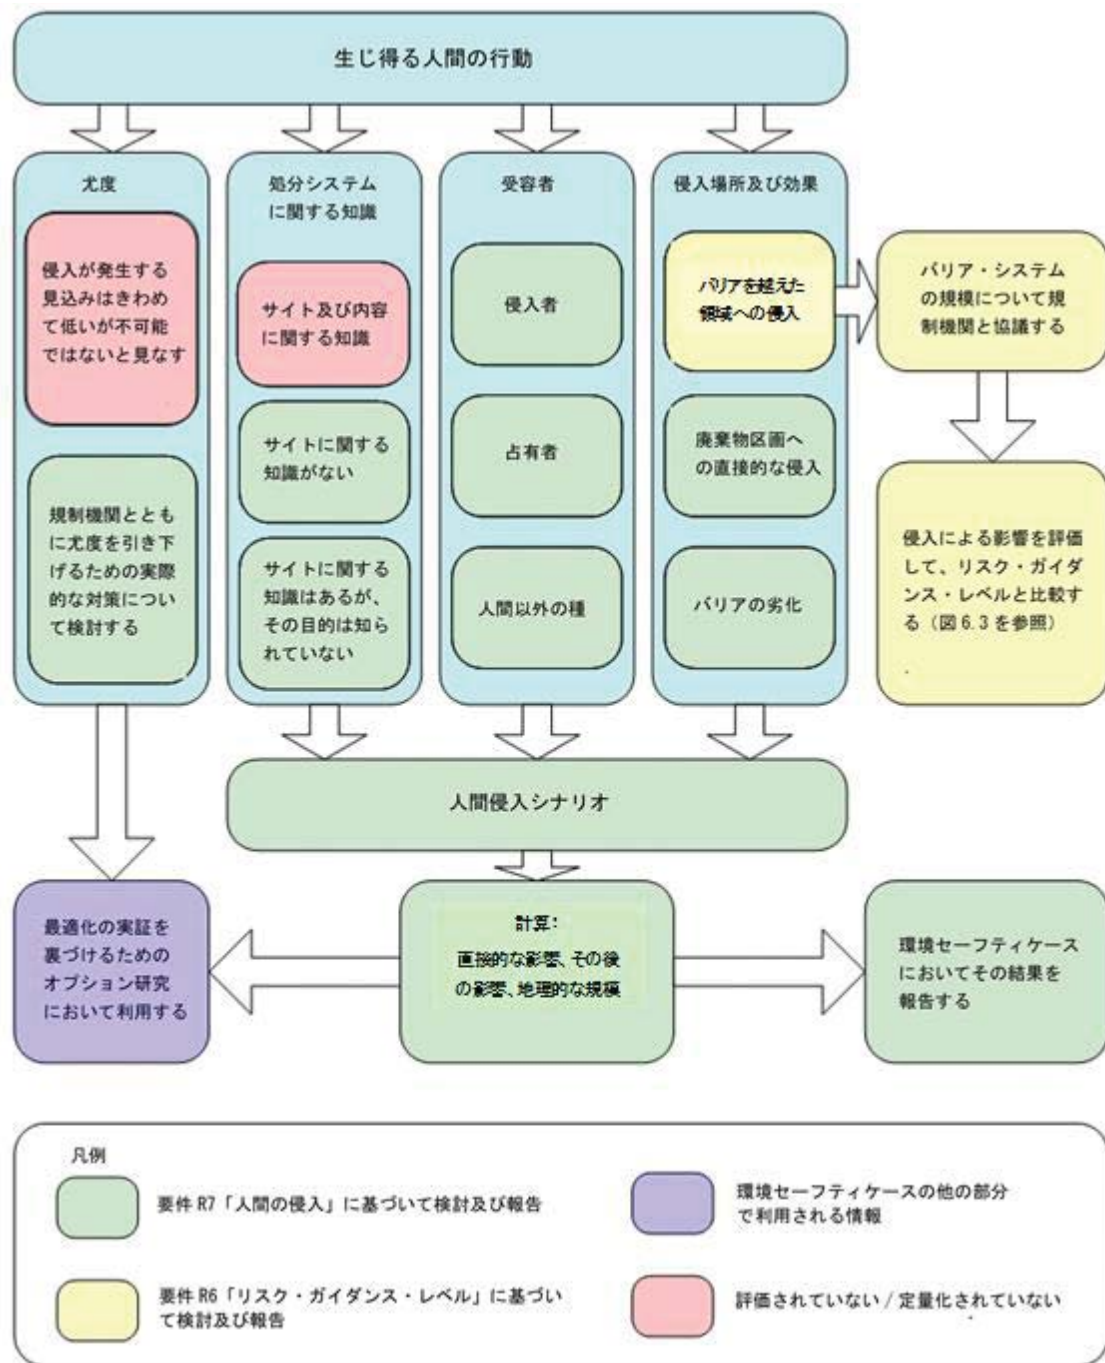 生じ得る人間の行動
尤度
侵入が発生する
見込みはきわめ
て低いが不可能
ではないと見なす
規制機関ととも
に尤度を引き下
げるための実際
的な対策につい
て検討する
処分システム
に関する知識
サイト及び内容
に関する知識
サイトに関する
知識がない
サイトに関する
知識はあるが、
その目的は知ら
れていない
受容者
侵入者
占有者
人間以外の種
侵入場所及び効果
バリアを越えた
領域への侵入
廃棄物区画へ
の直接的な侵入
バリアの劣化
バリア・システム
の規模について規
制機関と協議する
侵入による影響を評価
して、リスク・ガイダ
ンス・レベルと比較す
る（図 6.3 を参照）
人間侵入シナリオ
最適化の実証を
裏づけるための
オプション研究
において利用する
計算：
直接的な影響、その後
の影響、地理的な規模
環境セーフティケース
においてその結果を
報告する
凡例
要件 R7「人間の侵入」に基づいて検討及び報告
要件 R6「リスク・ガイダンス・レベル」に基づい
て検討及び報告
環境セーフティケースの他の部分
で利用される情報
評価されていない / 定量化されていない